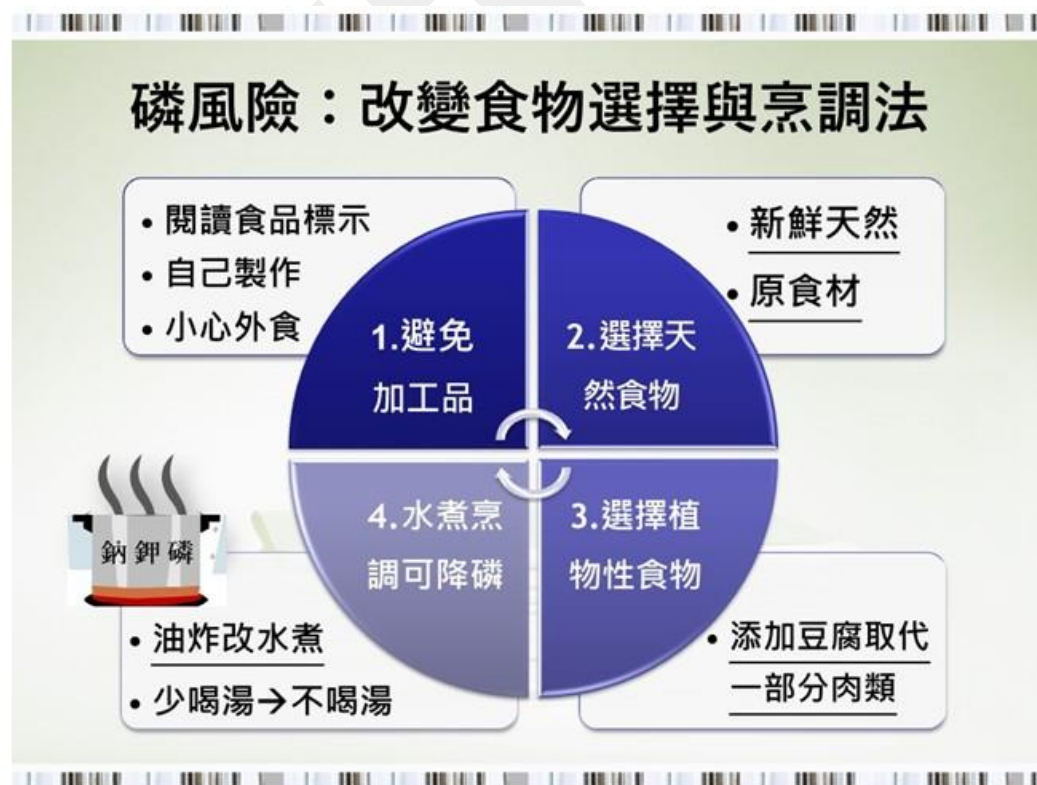 磷風險：改變食物選擇與烹調法
• 閱讀食品標示
• 自己製作
• 小心外食
1.避免
加工品
2.選擇天
然食物
• 新鮮天然
• 原食材
鈉鉀磷
4.水煮烹
調可降磷
• 油炸改水煮
• 少喝湯→不喝湯
3.選擇植
物性食物
• 添加豆腐取代
一部分肉類